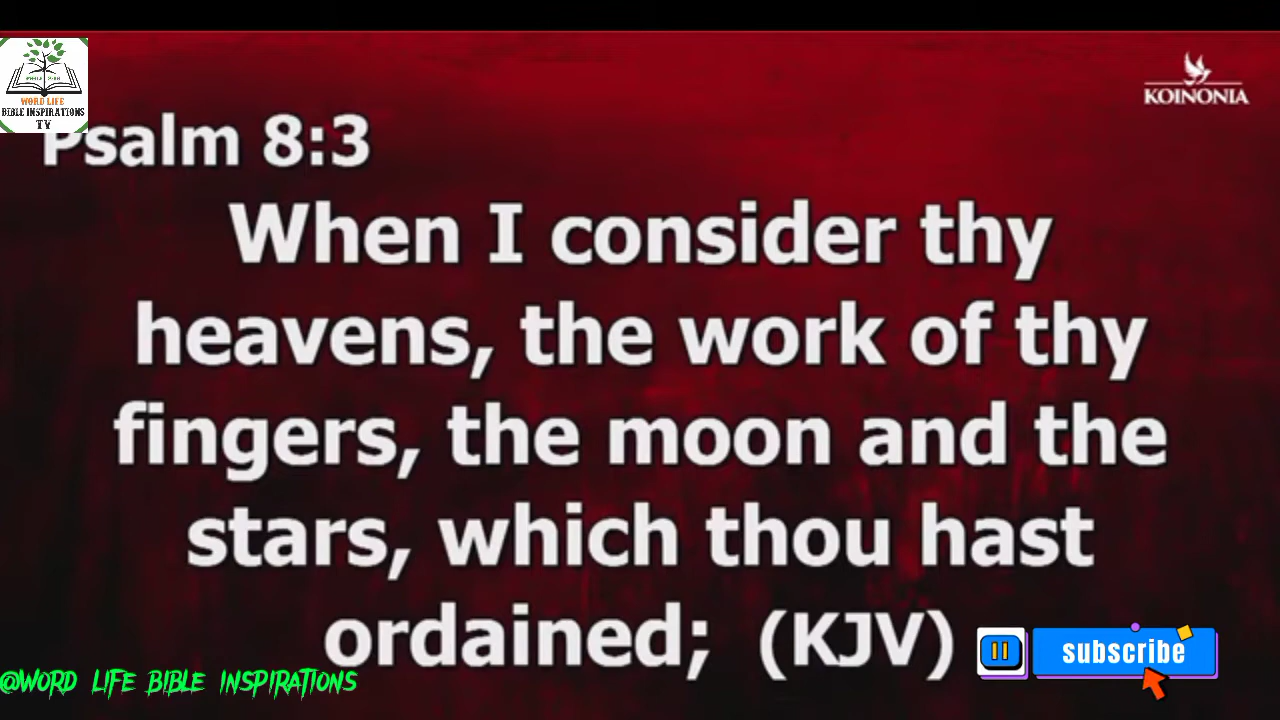 WORD LIFE
BIBLE INSPIRATIONS
TV
KOINONIA
Psalm 8:3
When I consider thy
heavens, the work of thy
fingers, the moon and the
stars, which thou hast
ordained; (KJV)
subscribe
@WORD LIFE BIBLE INSPIRATIONS